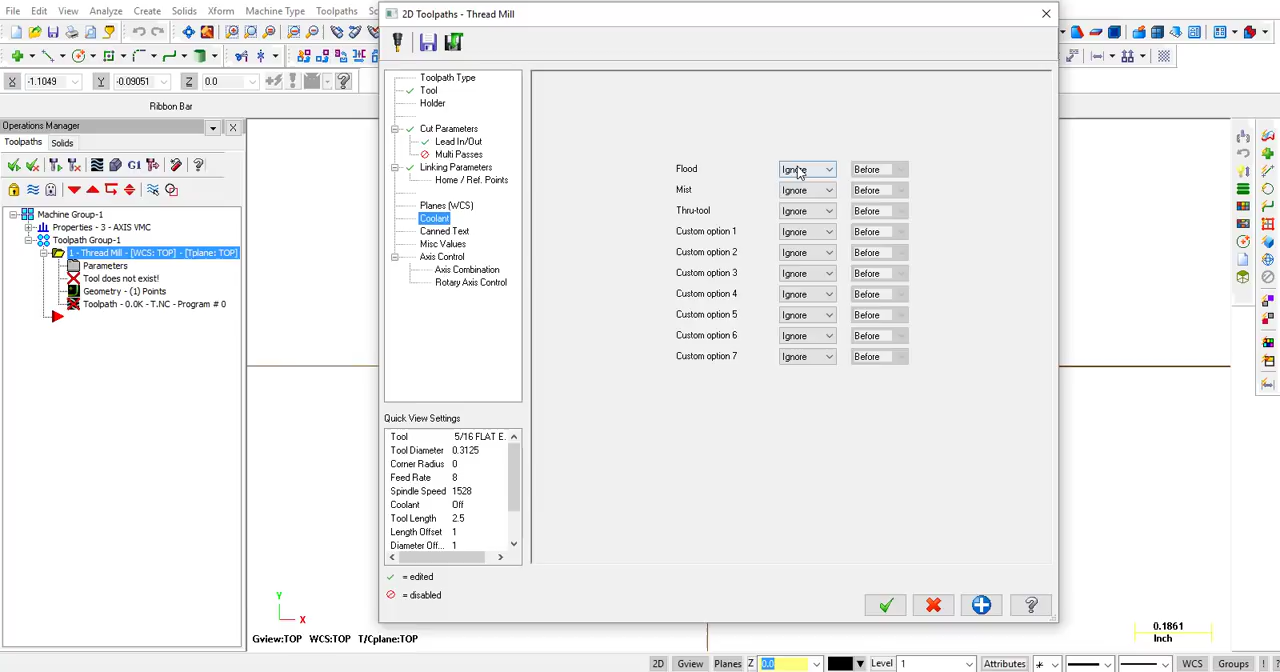 File Edit View Analyze Create Solids Xform Machine Type Toolpaths
2D Toolpaths - Thread Mill
X -1.1049 Y -0.09051 Z 0.0
Ribbon Bar
Operations Manager
Toolpaths Solids
G1
Machine Group-1
Properties - 3 - AXIS VMC
Toolpath Group-1
1 - Thread Mill - [WCS: TOP] - [Tplane: TOP]
Parameters
Tool does not exist!
Geometry - (1) Points
Toolpath - 0.0K - T.NC - Program # 0
Toolpath Type
Tool
Holder
Cut Parameters
Lead In/Out
Multi Passes
Linking Parameters
Home / Ref. Points
Planes (WCS)
Coolant
Canned Text
Misc Values
Axis Control
Axis Combination
Rotary Axis Control
Quick View Settings
Tool 5/16 FLAT E.
Tool Diameter 0.3125
Corner Radius 0
Feed Rate 8
Spindle Speed 1528
Coolant Off
Tool Length 2.5
Length Offset 1
Diameter Off... 1
= edited
= disabled
Flood Ignore Before
Mist Ignore Before
Thru-tool Ignore Before
Custom option 1 Ignore Before
Custom option 2 Ignore Before
Custom option 3 Ignore Before
Custom option 4 Ignore Before
Custom option 5 Ignore Before
Custom option 6 Ignore Before
Custom option 7 Ignore Before
Y
X
Gview:TOP WCS:TOP T/Cplane:TOP
0.1861
Inch
2D Gview Planes Z 0.0 Level 1 Attributes WCS Groups ! ?